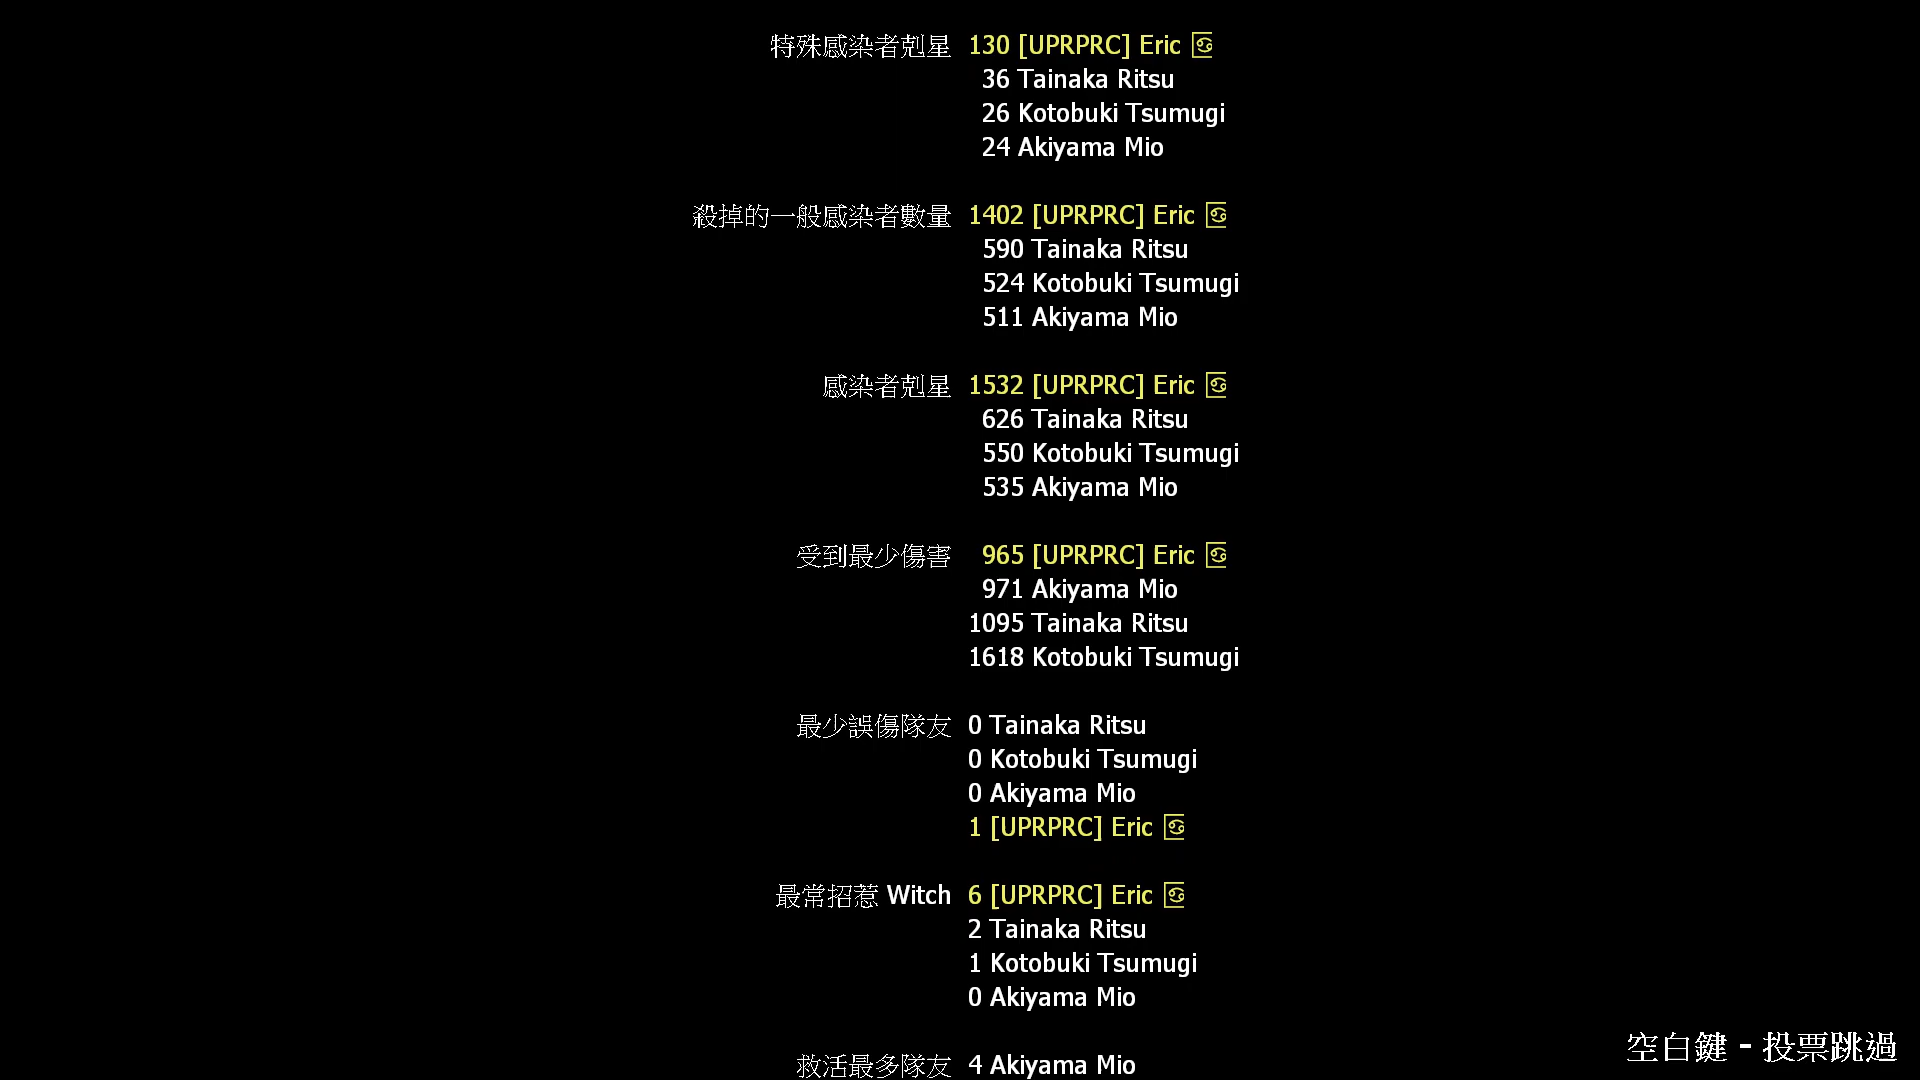 特殊感染者剋星 130 [UPRPRC] Eric ♋
36 Tainaka Ritsu
26 Kotobuki Tsumugi
24 Akiyama Mio
殺掉的一般感染者數量 1402 [UPRPRC] Eric ♋
590 Tainaka Ritsu
524 Kotobuki Tsumugi
511 Akiyama Mio
感染者剋星 1532 [UPRPRC] Eric ♋
626 Tainaka Ritsu
550 Kotobuki Tsumugi
535 Akiyama Mio
受到最少傷害 965 [UPRPRC] Eric ♋
971 Akiyama Mio
1095 Tainaka Ritsu
1618 Kotobuki Tsumugi
最少誤傷隊友 0 Tainaka Ritsu
0 Kotobuki Tsumugi
0 Akiyama Mio
1 [UPRPRC] Eric ♋
最常招惹 Witch 6 [UPRPRC] Eric ♋
2 Tainaka Ritsu
1 Kotobuki Tsumugi
0 Akiyama Mio
救活最多隊友 4 Akiyama Mio
空白鍵 - 投票跳過